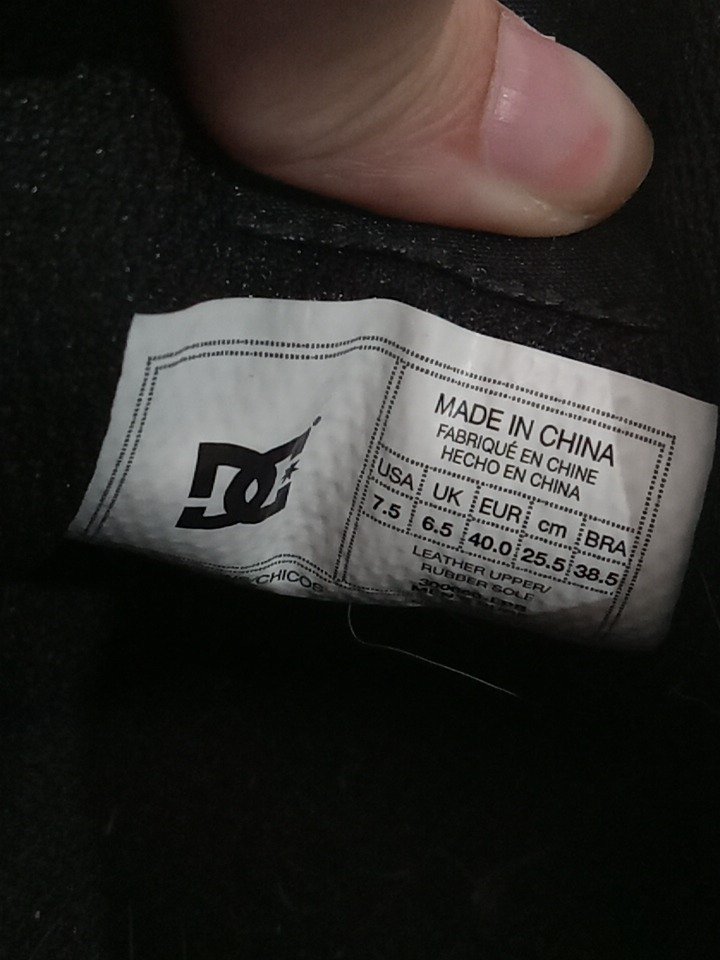 DC
MADE IN CHINA
FABRIQUÉ EN CHINE
HECHO EN CHINA
USA UK EUR cm BRA
7.5 6.5 40.0 25.5 38.5
LEATHER UPPER/
RUBBER SOLE
/CHICOS